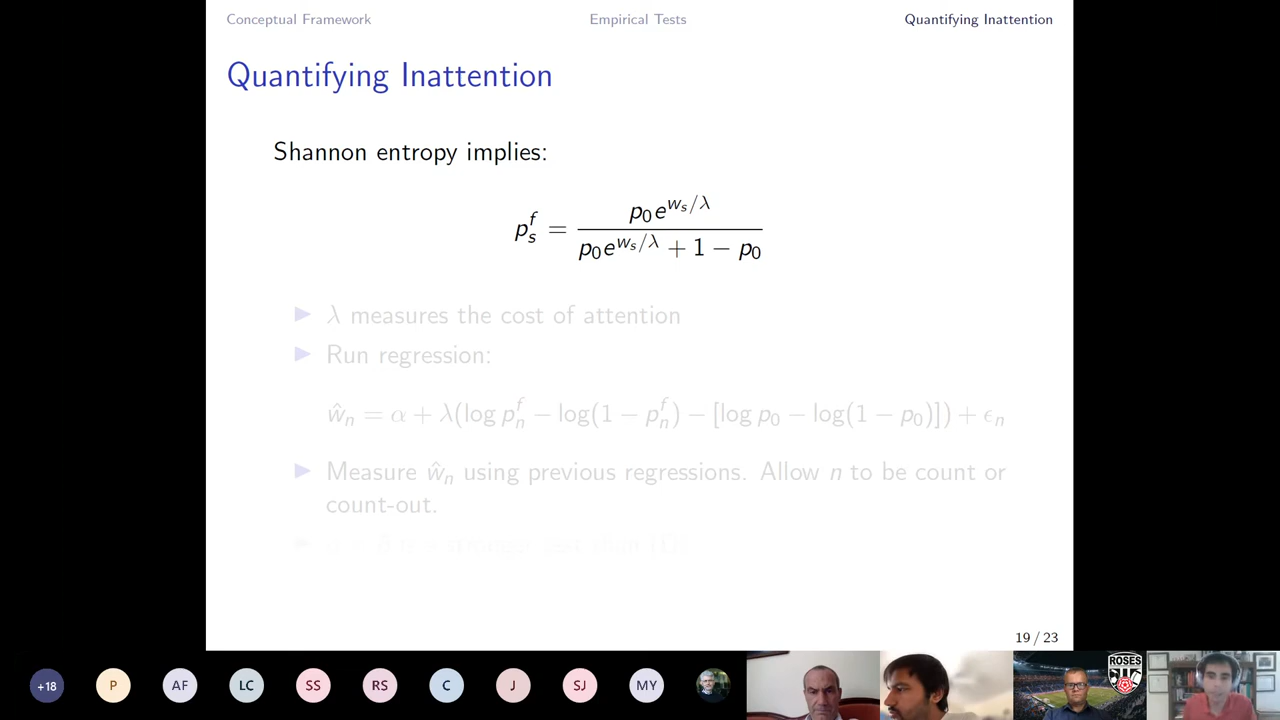 Conceptual Framework Empirical Tests Quantifying Inattention
Quantifying Inattention
Shannon entropy implies:
p_s^f = \frac{p_0 e^{w_s/λ}}{p_0 e^{w_s/λ} + 1 − p_0}
▶ λ measures the cost of attention
▶ Run regression:
ŵ_n = α + λ(log p_n^f − log(1 − p_n^f) − [log p_0 − log(1 − p_0)]) + ϵ_n
▶ Measure ŵ_n using previous regressions. Allow n to be count or
count-out.
19 / 23
+18 P AF LC SS RS C J SJ MY
ROSES